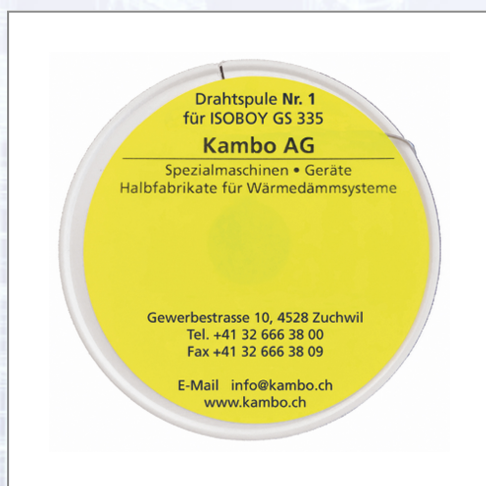 Drahtspule Nr. 1
für ISOBOY GS 335
Kambo AG
Spezialmaschinen • Geräte
Halbfabrikate für Wärmedämmsysteme
Gewerbestrasse 10, 4528 Zuchwil
Tel. +41 32 666 38 00
Fax +41 32 666 38 09
E-Mail info@kambo.ch
www.kambo.ch